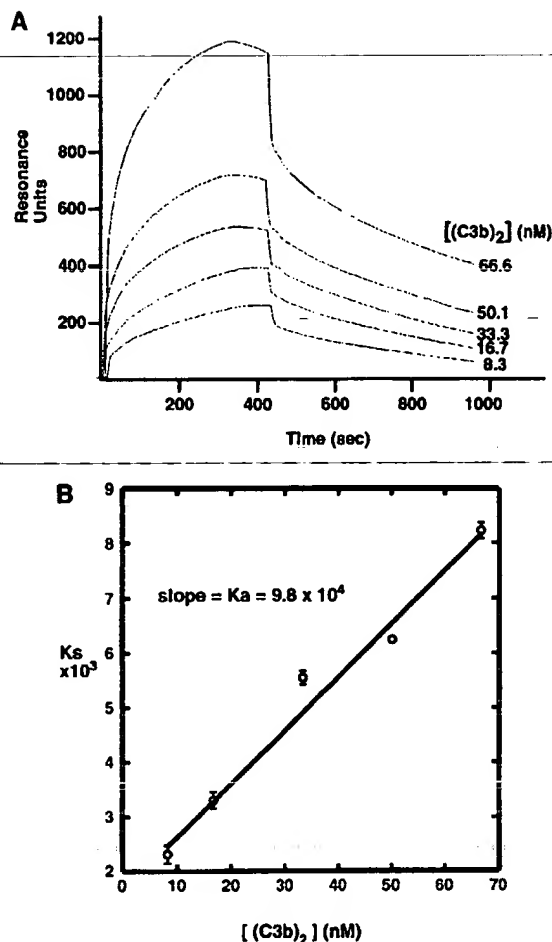 A
1200
1000
800
600
400
200
Resonance
Units
[(C3b)2] (nM)
66.6
50.1
33.3
16.7
8.3
200 400 600 800 1000
Time (sec)
B
9
8
7
6
5
4
3
2
slope = Ka = 9.8 x 10⁴
Ks
x10³
0 10 20 30 40 50 60 70
[ (C3b)2 ] (nM)